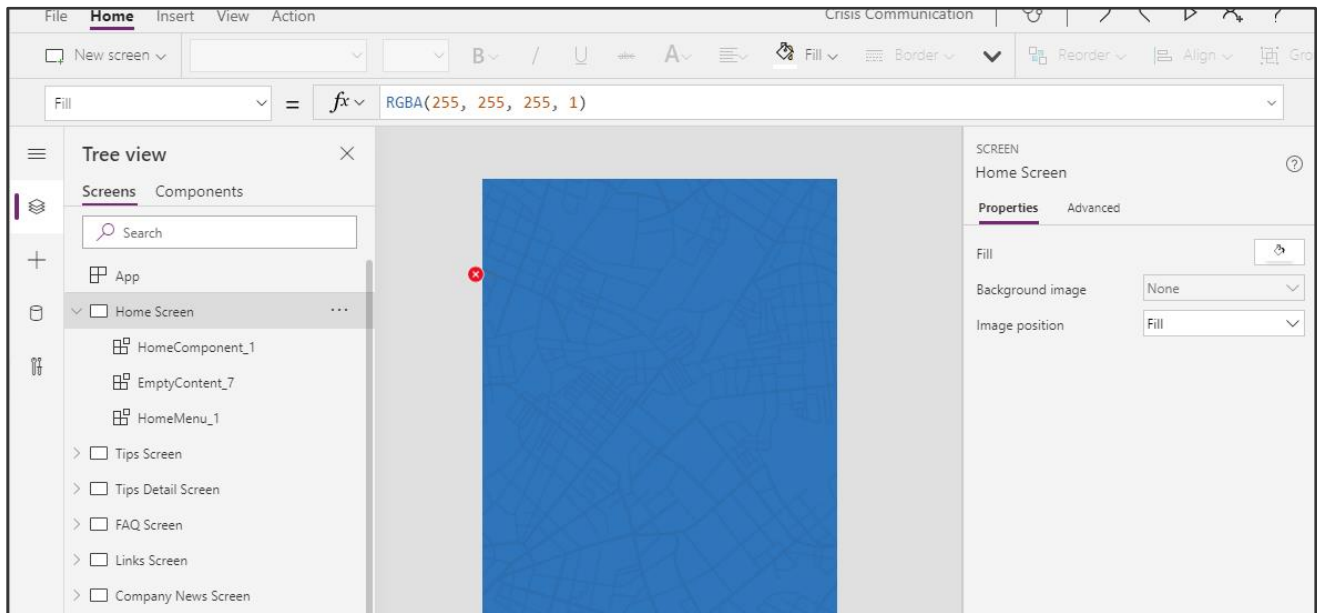 File Home Insert View Action Crisis Communication ?
New screen B / U abc A Fill Border Reorder Align Gro
Fill = fx RGBA(255, 255, 255, 1)
Tree view
Screens Components
Search
App
Home Screen ...
HomeComponent_1
EmptyContent_7
HomeMenu_1
Tips Screen
Tips Detail Screen
FAQ Screen
Links Screen
Company News Screen
SCREEN
Home Screen
Properties Advanced
Fill
Background image None
Image position Fill